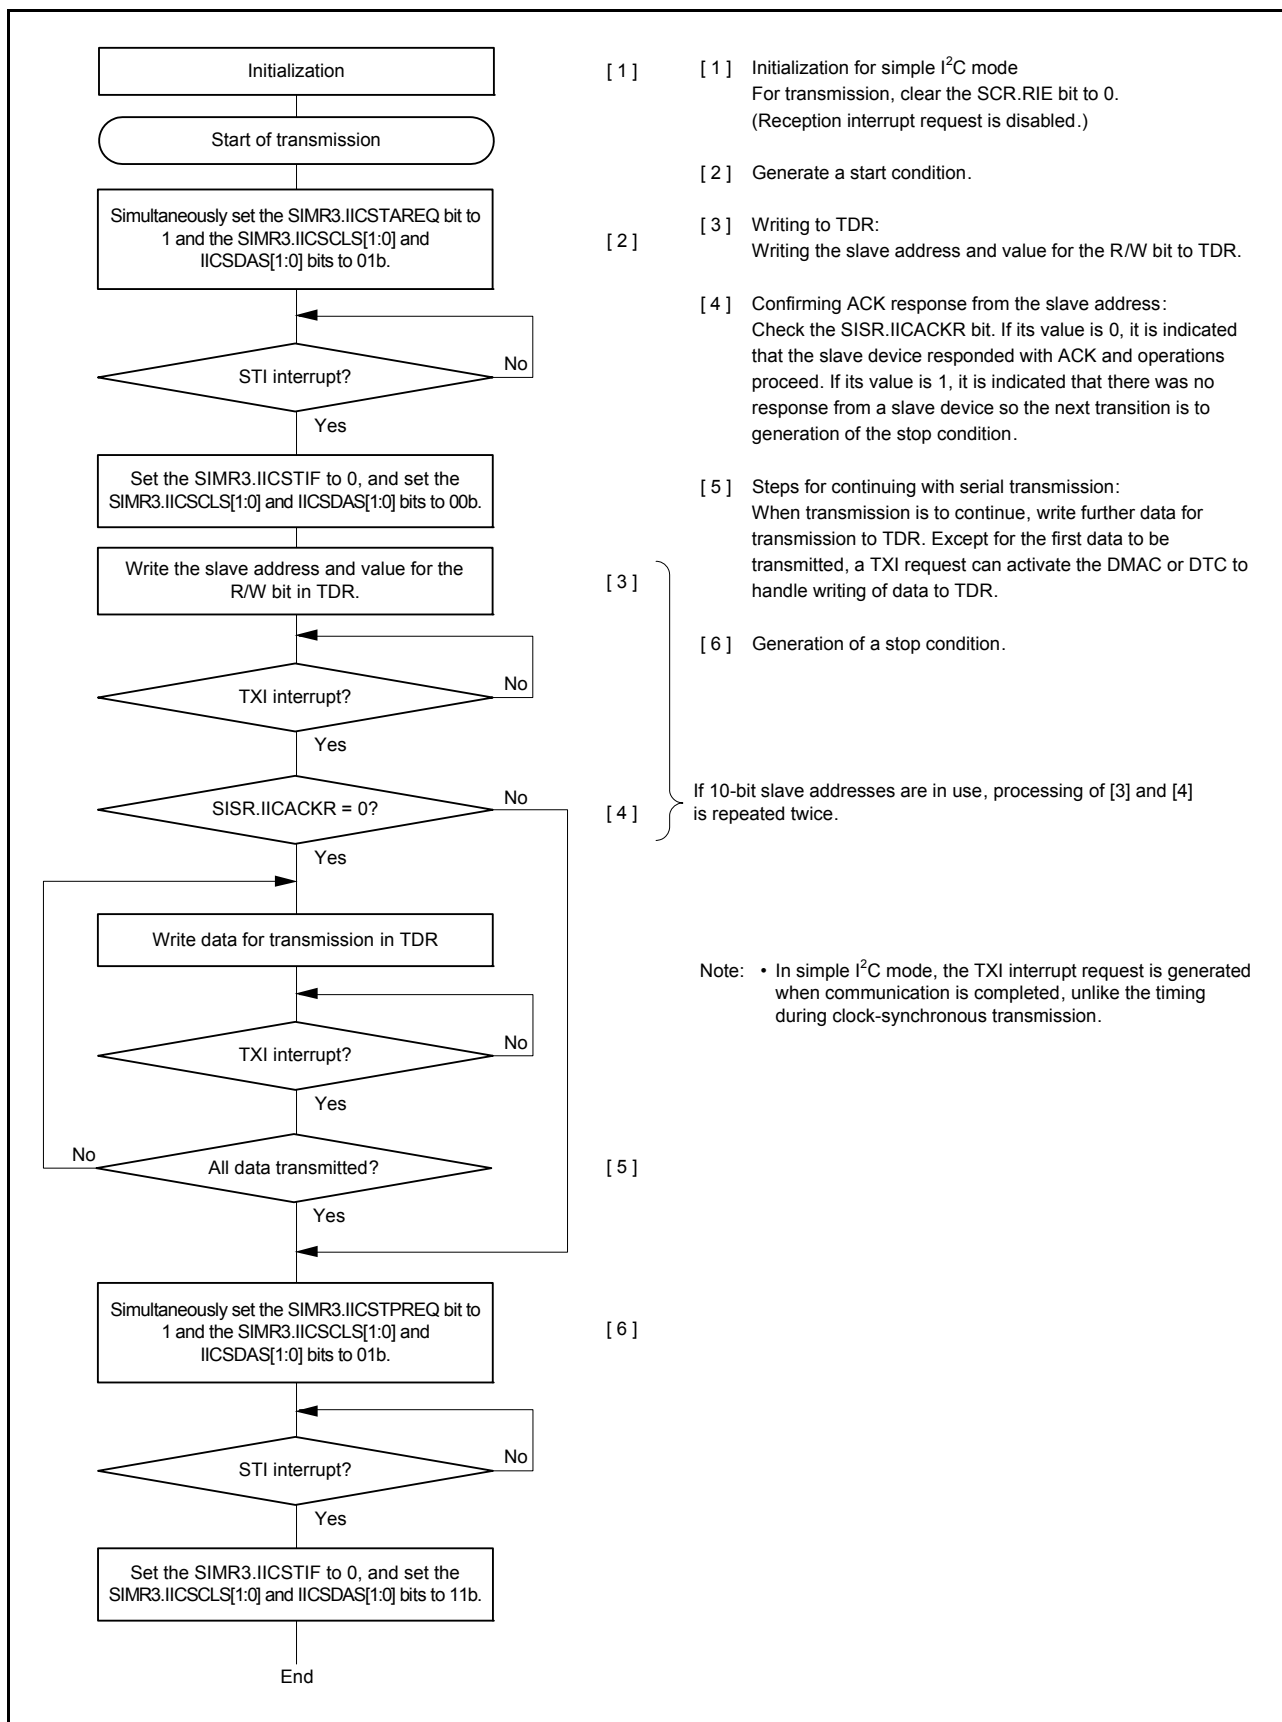 Initialization
[ 1 ]
Start of transmission
Simultaneously set the SIMR3.IICSTAREQ bit to
1 and the SIMR3.IICSCLS[1:0] and
IICSDAS[1:0] bits to 01b.
[ 2 ]
STI interrupt?
No
Yes
Set the SIMR3.IICSTIF to 0, and set the
SIMR3.IICSCLS[1:0] and IICSDAS[1:0] bits to 00b.
Write the slave address and value for the
R/W bit in TDR.
[ 3 ]
TXI interrupt?
No
Yes
SISR.IICACKR = 0?
No
[ 4 ]
Yes
Write data for transmission in TDR
TXI interrupt?
No
Yes
All data transmitted?
No
[ 5 ]
Yes
Simultaneously set the SIMR3.IICSTPREQ bit to
1 and the SIMR3.IICSCLS[1:0] and
IICSDAS[1:0] bits to 01b.
[ 6 ]
STI interrupt?
No
Yes
Set the SIMR3.IICSTIF to 0, and set the
SIMR3.IICSCLS[1:0] and IICSDAS[1:0] bits to 11b.
End
[ 1 ] Initialization for simple I²C mode
For transmission, clear the SCR.RIE bit to 0.
(Reception interrupt request is disabled.)
[ 2 ] Generate a start condition.
[ 3 ] Writing to TDR:
Writing the slave address and value for the R/W bit to TDR.
[ 4 ] Confirming ACK response from the slave address:
Check the SISR.IICACKR bit. If its value is 0, it is indicated
that the slave device responded with ACK and operations
proceed. If its value is 1, it is indicated that there was no
response from a slave device so the next transition is to
generation of the stop condition.
[ 5 ] Steps for continuing with serial transmission:
When transmission is to continue, write further data for
transmission to TDR. Except for the first data to be
transmitted, a TXI request can activate the DMAC or DTC to
handle writing of data to TDR.
[ 6 ] Generation of a stop condition.
If 10-bit slave addresses are in use, processing of [3] and [4]
is repeated twice.
Note: • In simple I²C mode, the TXI interrupt request is generated
when communication is completed, unlike the timing
during clock-synchronous transmission.